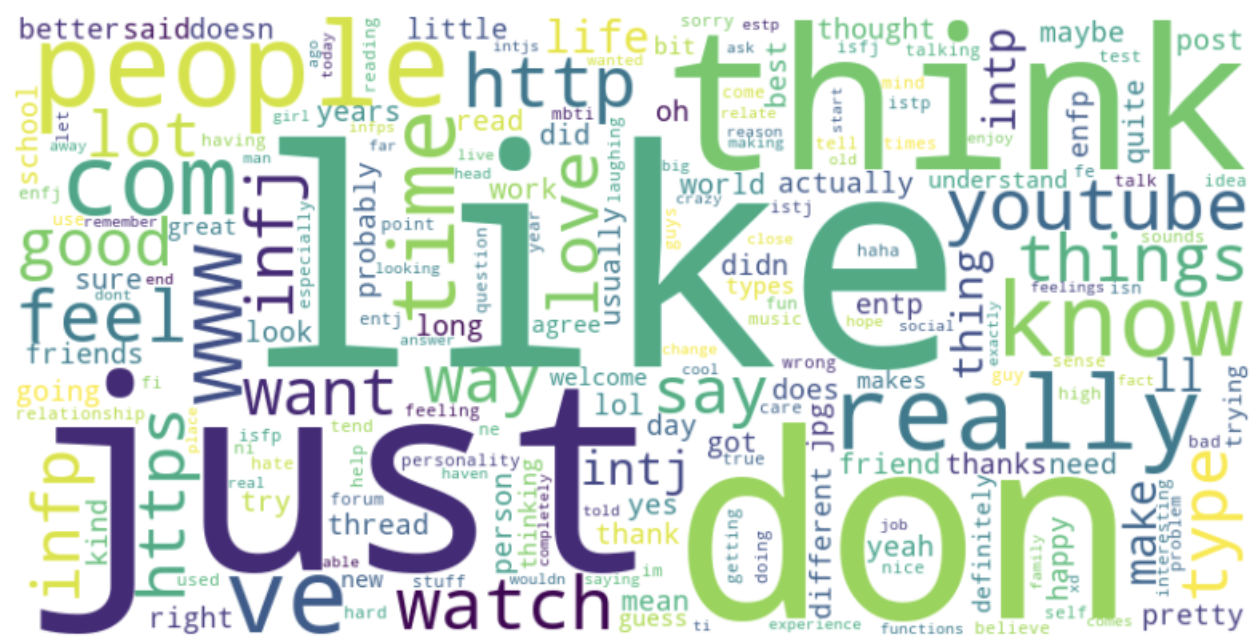 better said doesn little life sorry estp thought maybe post
people http intjs wanted bit isfj ask talking test
ago today reading think best come mind intp enfp quite
school let lot years girl mbti oh relate istp
away having infps read did reason start tell times enjoy
com man far live laughing big making old
enfj infj time head work love world actually understand fe talk idea
use remember great especially probably point crazy istj youtube
good www looking question year usually guys close haha sounds
sure end like didn types things
feel dont look entj long agree fun music entp thing feelings isn
friends answer change hope social exactly know
going fi want way welcome cool wrong makes guy sense fact ll
relationship place feeling lol say does care really high trying
just https isfp tend ne day got jpg bad
infp ni hate personality intj true friend thanks need type
kind real try help haven person thinking completely don different definitely make interesting problem
forum thread told yes thank getting doing job yeah nice happy
able saying im family xd
used ve new stuff wouldn mean self
right hard watch guess ti experience functions believe comes pretty